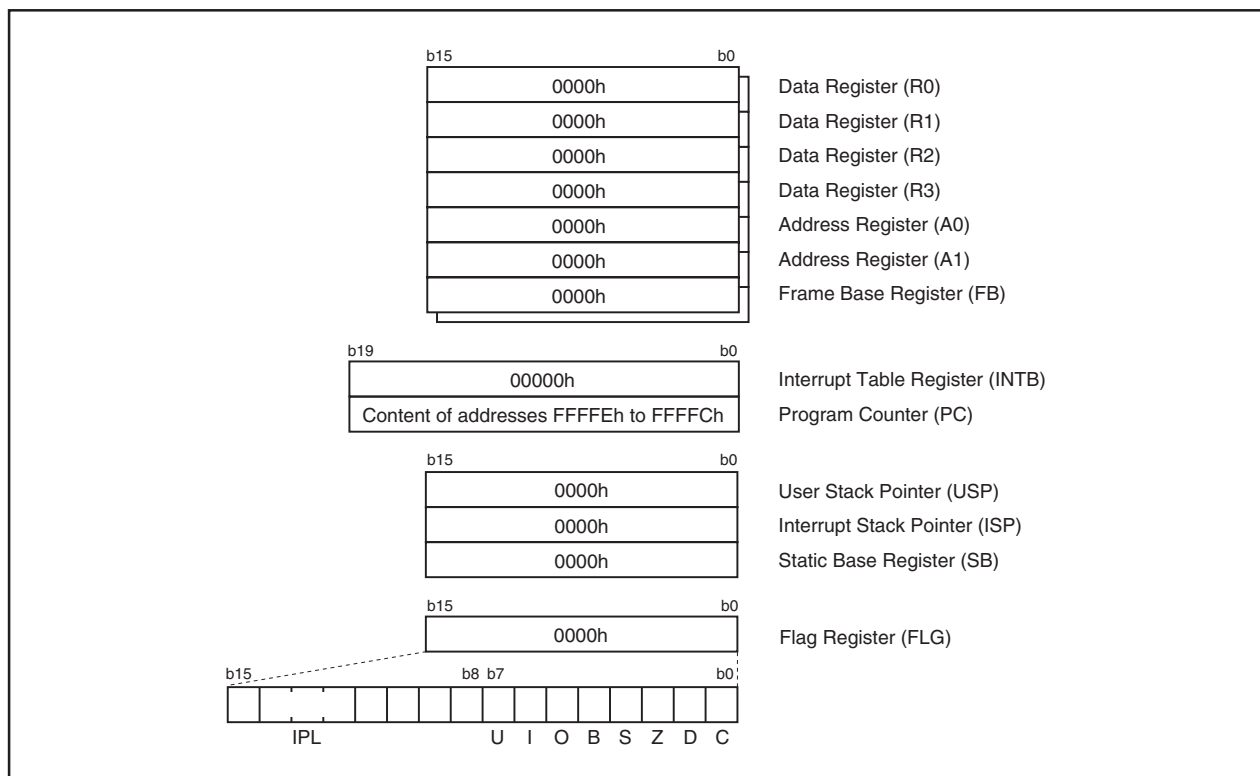 b15 b0
0000h Data Register (R0)
0000h Data Register (R1)
0000h Data Register (R2)
0000h Data Register (R3)
0000h Address Register (A0)
0000h Address Register (A1)
0000h Frame Base Register (FB)
b19 b0
00000h Interrupt Table Register (INTB)
Content of addresses FFFFEh to FFFFCh Program Counter (PC)
b15 b0
0000h User Stack Pointer (USP)
0000h Interrupt Stack Pointer (ISP)
0000h Static Base Register (SB)
b15 b0
0000h Flag Register (FLG)
b15 b8 b7 b0
IPL U I O B S Z D C